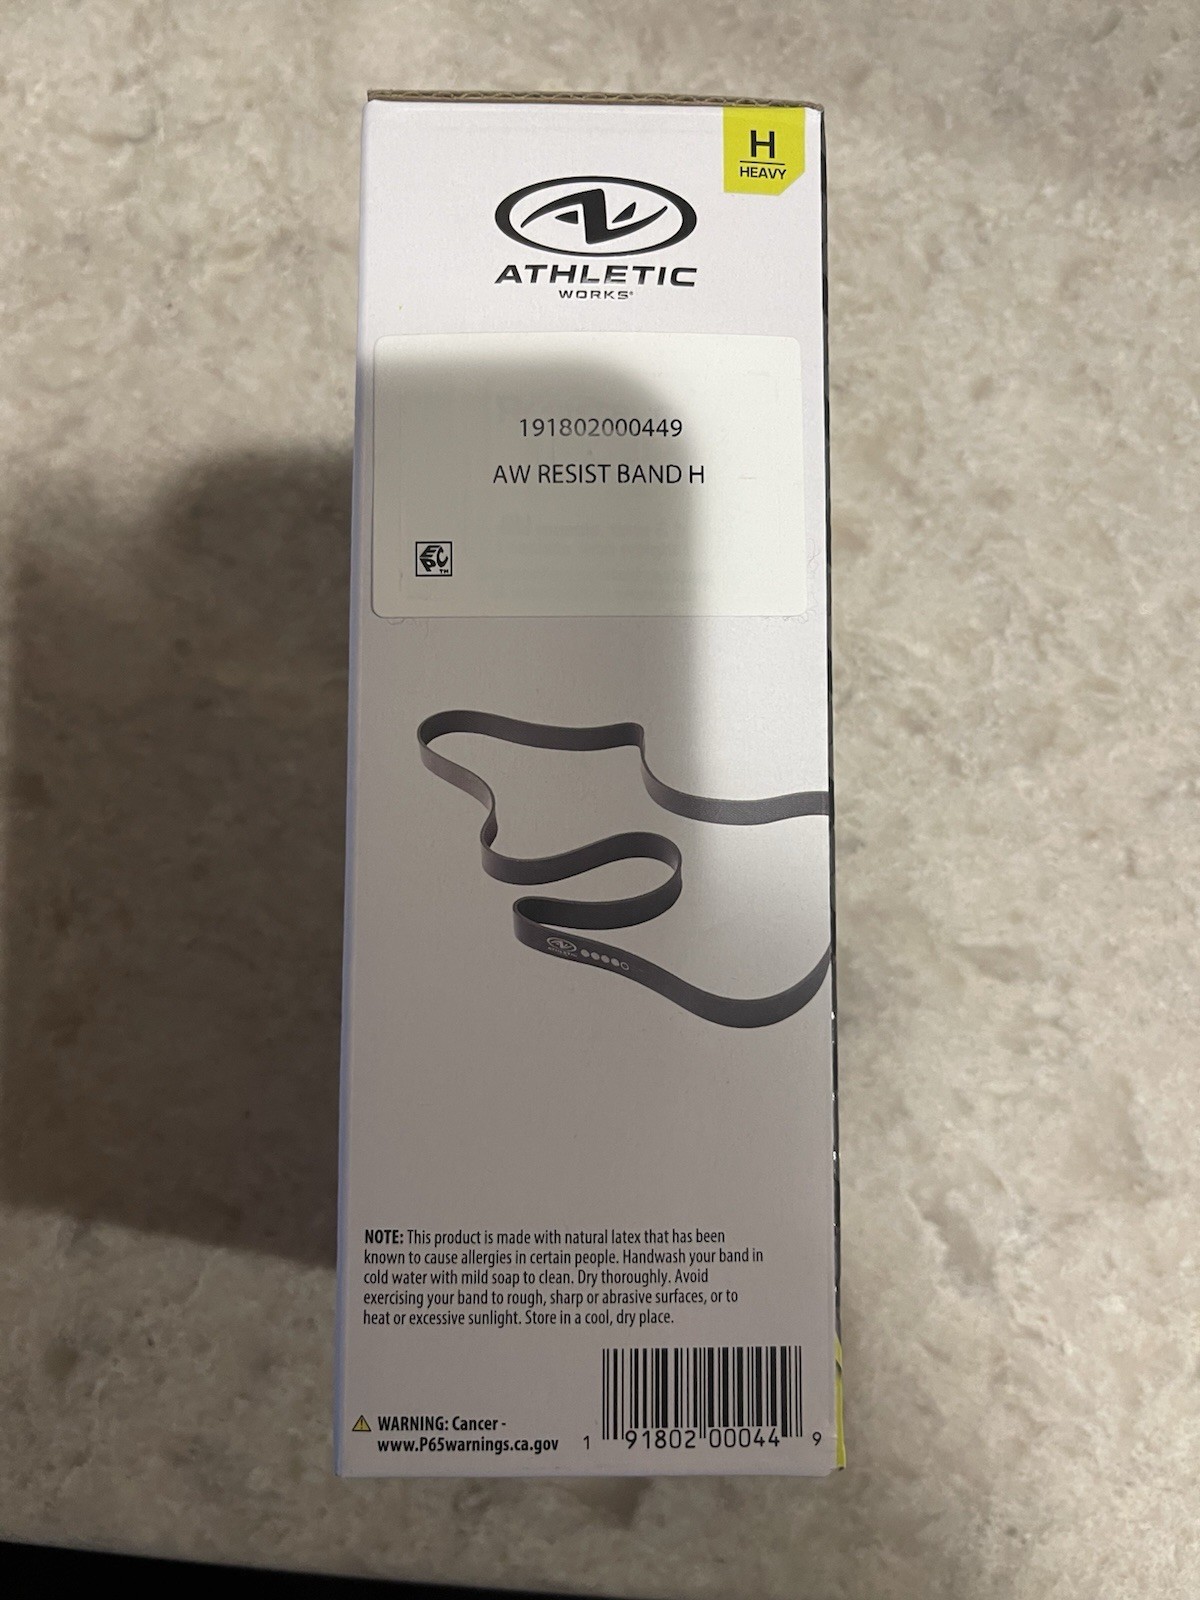 H
HEAVY
ATHLETIC
WORKS®
191802000449
AW RESIST BAND H
EPC
TM
NOTE: This product is made with natural latex that has been
known to cause allergies in certain people. Handwash your band in
cold water with mild soap to clean. Dry thoroughly. Avoid
exercising your band to rough, sharp or abrasive surfaces, or to
heat or excessive sunlight. Store in a cool, dry place.
WARNING: Cancer -
www.P65warnings.ca.gov
1 91802 00044 9